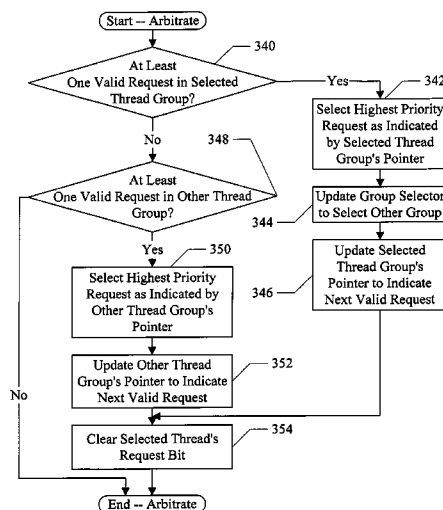 Start -- Arbitrate
340
At Least
One Valid Request in Selected
Thread Group?
Yes
342
Select Highest Priority
Request as Indicated
by Selected Thread
Group's Pointer
No
348
At Least
One Valid Request in Other Thread
Group?
344
Update Group Selector
to Select Other Group
Yes
350
346
Update Selected
Thread Group's
Pointer to Indicate
Next Valid Request
Select Highest Priority
Request as Indicated by
Other Thread Group's
Pointer
352
Update Other Thread
Group's Pointer to Indicate
Next Valid Request
No
354
Clear Selected Thread's
Request Bit
End -- Arbitrate